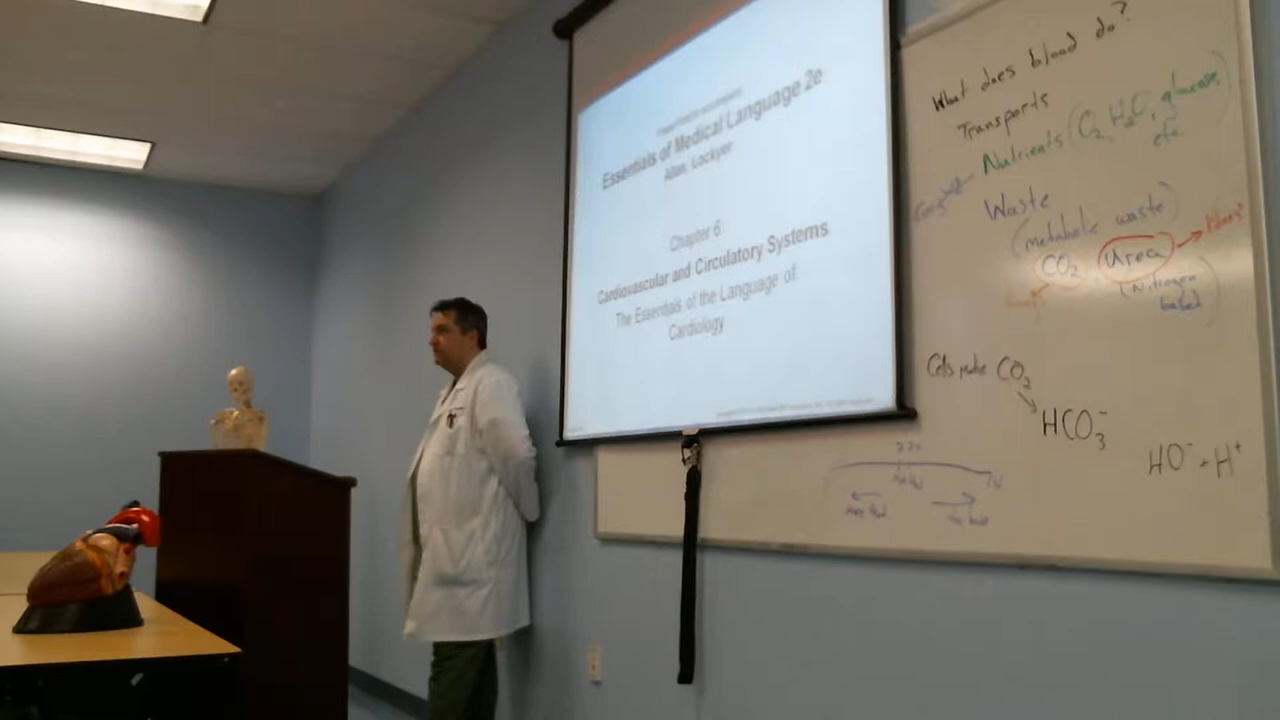 Essentials of Medical Language 2e
Allan, Lockyer
Chapter 6:
Cardiovascular and Circulatory Systems
The Essentials of the Language of
Cardiology
What does blood do?
Transports
Nutrients (O2, H2O, glucose,
etc.
Waste
(metabolic waste)
CO2 Urea
(Nitrogen
based)
Cells make CO2
HCO3-
HO- + H+